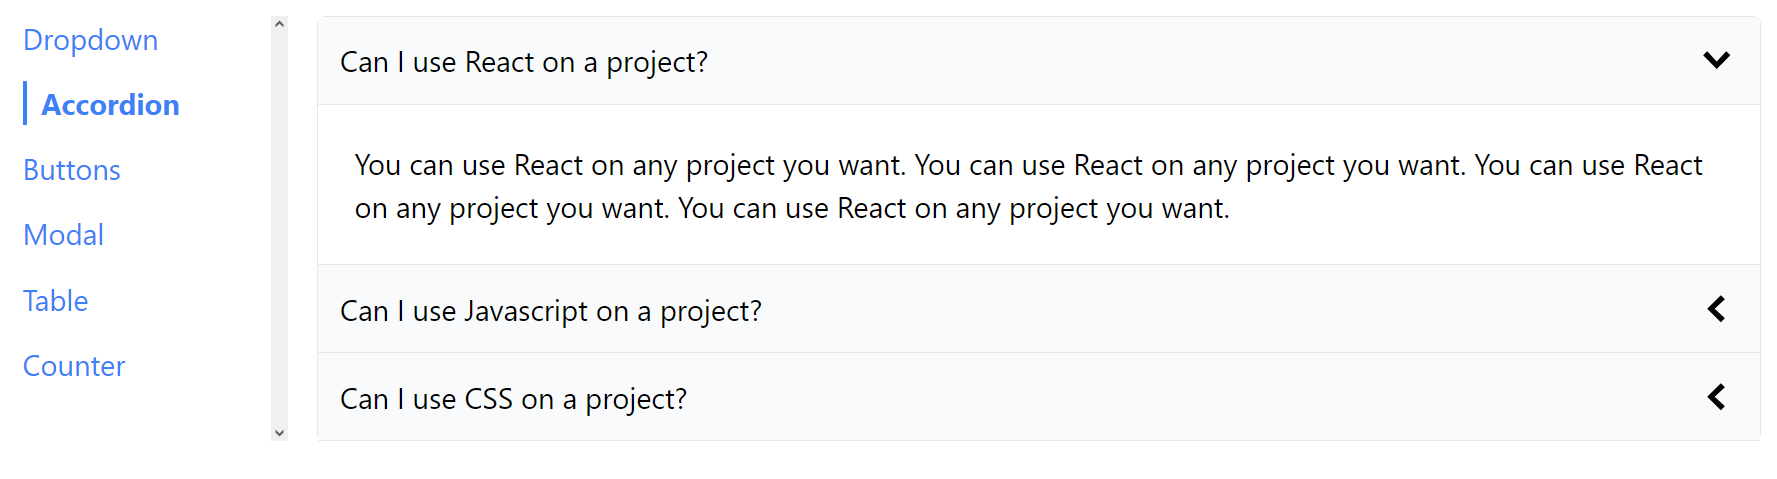 Dropdown
Accordion
Buttons
Modal
Table
Counter
Can I use React on a project?
You can use React on any project you want. You can use React on any project you want. You can use React
on any project you want. You can use React on any project you want.
Can I use Javascript on a project?
Can I use CSS on a project?